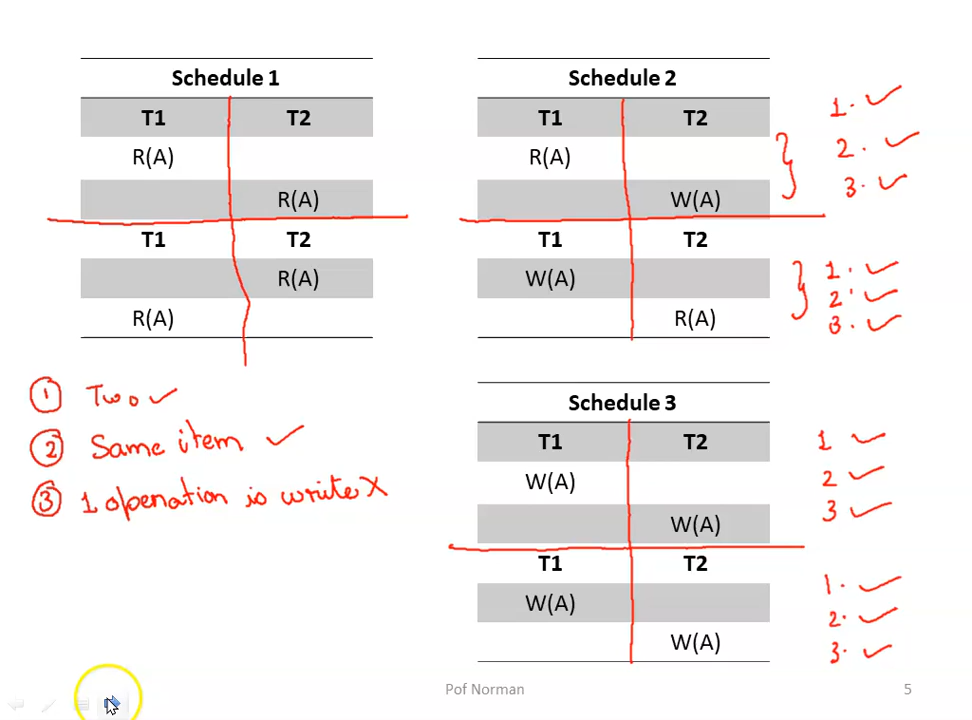 Schedule 1
T1 T2
R(A)
R(A)
T1 T2
R(A)
R(A)
① Two ✓
② Same item ✓
③ 1 openation is write X
Schedule 2
T1 T2
R(A)
W(A)
T1 T2
W(A)
R(A)
1. ✓
2. ✓
3. ✓
1. ✓
2. ✓
3. ✓
Schedule 3
T1 T2
W(A)
W(A)
T1 T2
W(A)
W(A)
1 ✓
2 ✓
3 ✓
1. ✓
2. ✓
3. ✓
Pof Norman 5